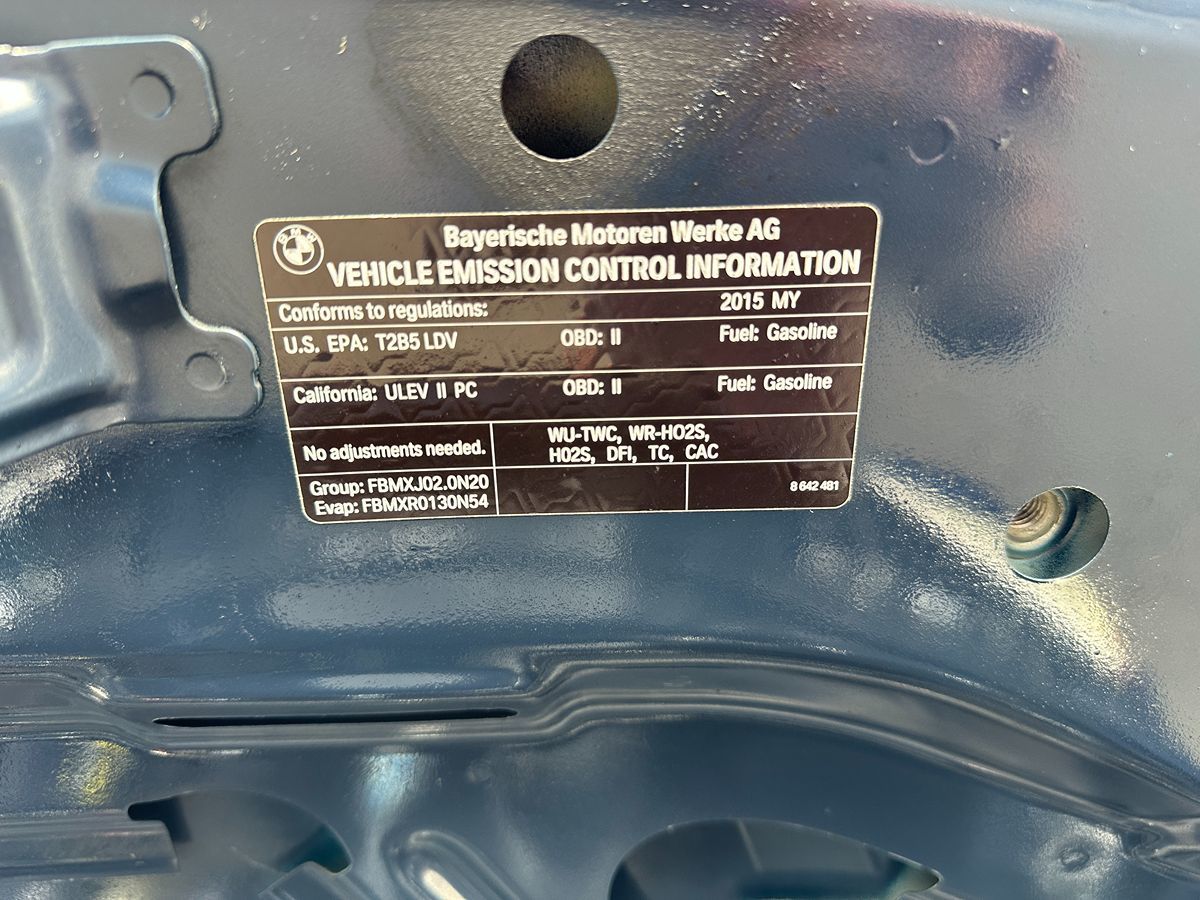 BMW
Bayerische Motoren Werke AG
VEHICLE EMISSION CONTROL INFORMATION
Conforms to regulations: 2015 MY
U.S. EPA: T2B5 LDV OBD: II Fuel: Gasoline
California: ULEV II PC OBD: II Fuel: Gasoline
No adjustments needed.
WU-TWC, WR-HO2S,
HO2S, DFI, TC, CAC
Group: FBMXJ02.0N20
Evap: FBMXR0130N54
8 642 481